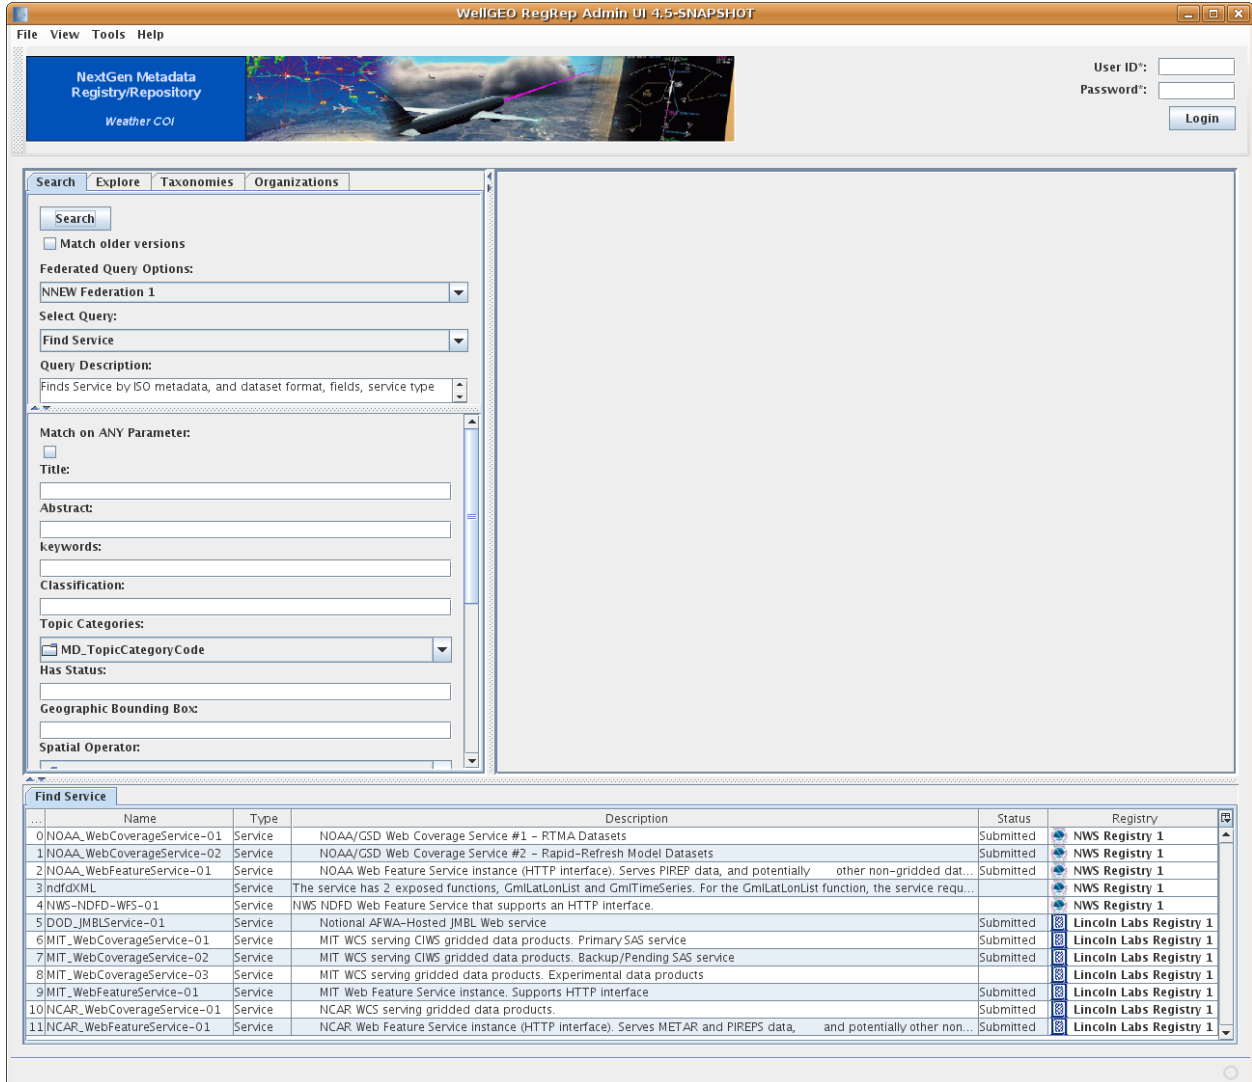 WellGEO RegRep Admin UI 4.5-SNAPSHOT
File View Tools Help
NextGen Metadata
Registry/Repository
Weather COI
User ID*:
Password*:
Login
Search Explore Taxonomies Organizations
Search
Match older versions
Federated Query Options:
NNEW Federation 1
Select Query:
Find Service
Query Description:
Finds Service by ISO metadata, and dataset format, fields, service type
Match on ANY Parameter:
Title:
Abstract:
keywords:
Classification:
Topic Categories:
MD_TopicCategoryCode
Has Status:
Geographic Bounding Box:
Spatial Operator:
Find Service
... Name Type Description Status Registry
0 NOAA_WebCoverageService-01 Service NOAA/GSD Web Coverage Service #1 - RTMA Datasets Submitted NWS Registry 1
1 NOAA_WebCoverageService-02 Service NOAA/GSD Web Coverage Service #2 - Rapid-Refresh Model Datasets Submitted NWS Registry 1
2 NOAA_WebFeatureService-01 Service NOAA Web Feature Service instance (HTTP interface). Serves PIREP data, and potentially other non-gridded dat... Submitted NWS Registry 1
3 ndfdXML Service The service has 2 exposed functions, GmlLatLonList and GmlTimeSeries. For the GmlLatLonList function, the service requ... NWS Registry 1
4 NWS-NDFD-WFS-01 Service NWS NDFD Web Feature Service that supports an HTTP interface. NWS Registry 1
5 DOD_JMBLService-01 Service Notional AFWA-Hosted JMBL Web service Submitted Lincoln Labs Registry 1
6 MIT_WebCoverageService-01 Service MIT WCS serving CIWS gridded data products. Primary SAS service Submitted Lincoln Labs Registry 1
7 MIT_WebCoverageService-02 Service MIT WCS serving CIWS gridded data products. Backup/Pending SAS service Submitted Lincoln Labs Registry 1
8 MIT_WebCoverageService-03 Service MIT WCS serving gridded data products. Experimental data products Lincoln Labs Registry 1
9 MIT_WebFeatureService-01 Service MIT Web Feature Service instance. Supports HTTP interface Submitted Lincoln Labs Registry 1
10 NCAR_WebCoverageService-01 Service NCAR WCS serving gridded data products. Submitted Lincoln Labs Registry 1
11 NCAR_WebFeatureService-01 Service NCAR Web Feature Service instance (HTTP interface). Serves METAR and PIREPS data, and potentially other non... Submitted Lincoln Labs Registry 1